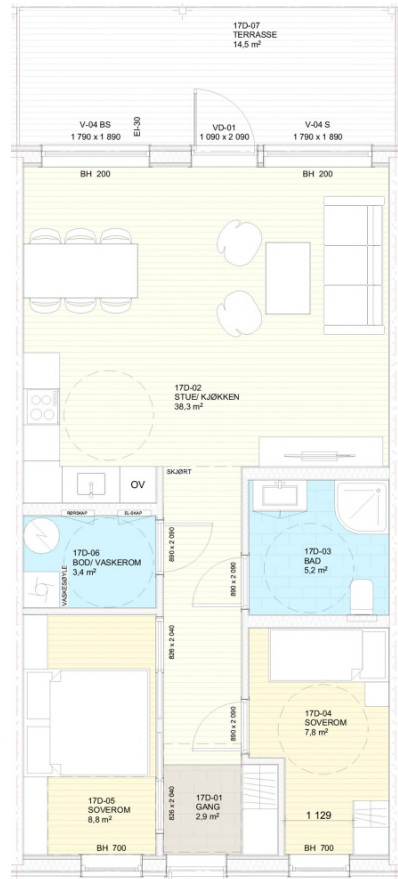 17D-07
TERRASSE
14,5 m²
V-04 BS
1 790 x 1 890
EI-30
VD-01
1 090 x 2 090
V-04 S
1 790 x 1 890
BH 200
BH 200
17D-02
STUE/ KJØKKEN
38,3 m²
SKJØRT
OV
RØRSKAP
EL-SKAP
17D-06
BOD/ VASKEROM
3,4 m²
VASKESØYLE
890 x 2 090
17D-03
BAD
5,2 m²
890 x 2 090
826 x 2 040
890 x 2 090
17D-04
SOVEROM
7,8 m²
17D-05
SOVEROM
8,8 m²
826 x 2 040
17D-01
GANG
2,9 m²
1 129
BH 700
BH 700